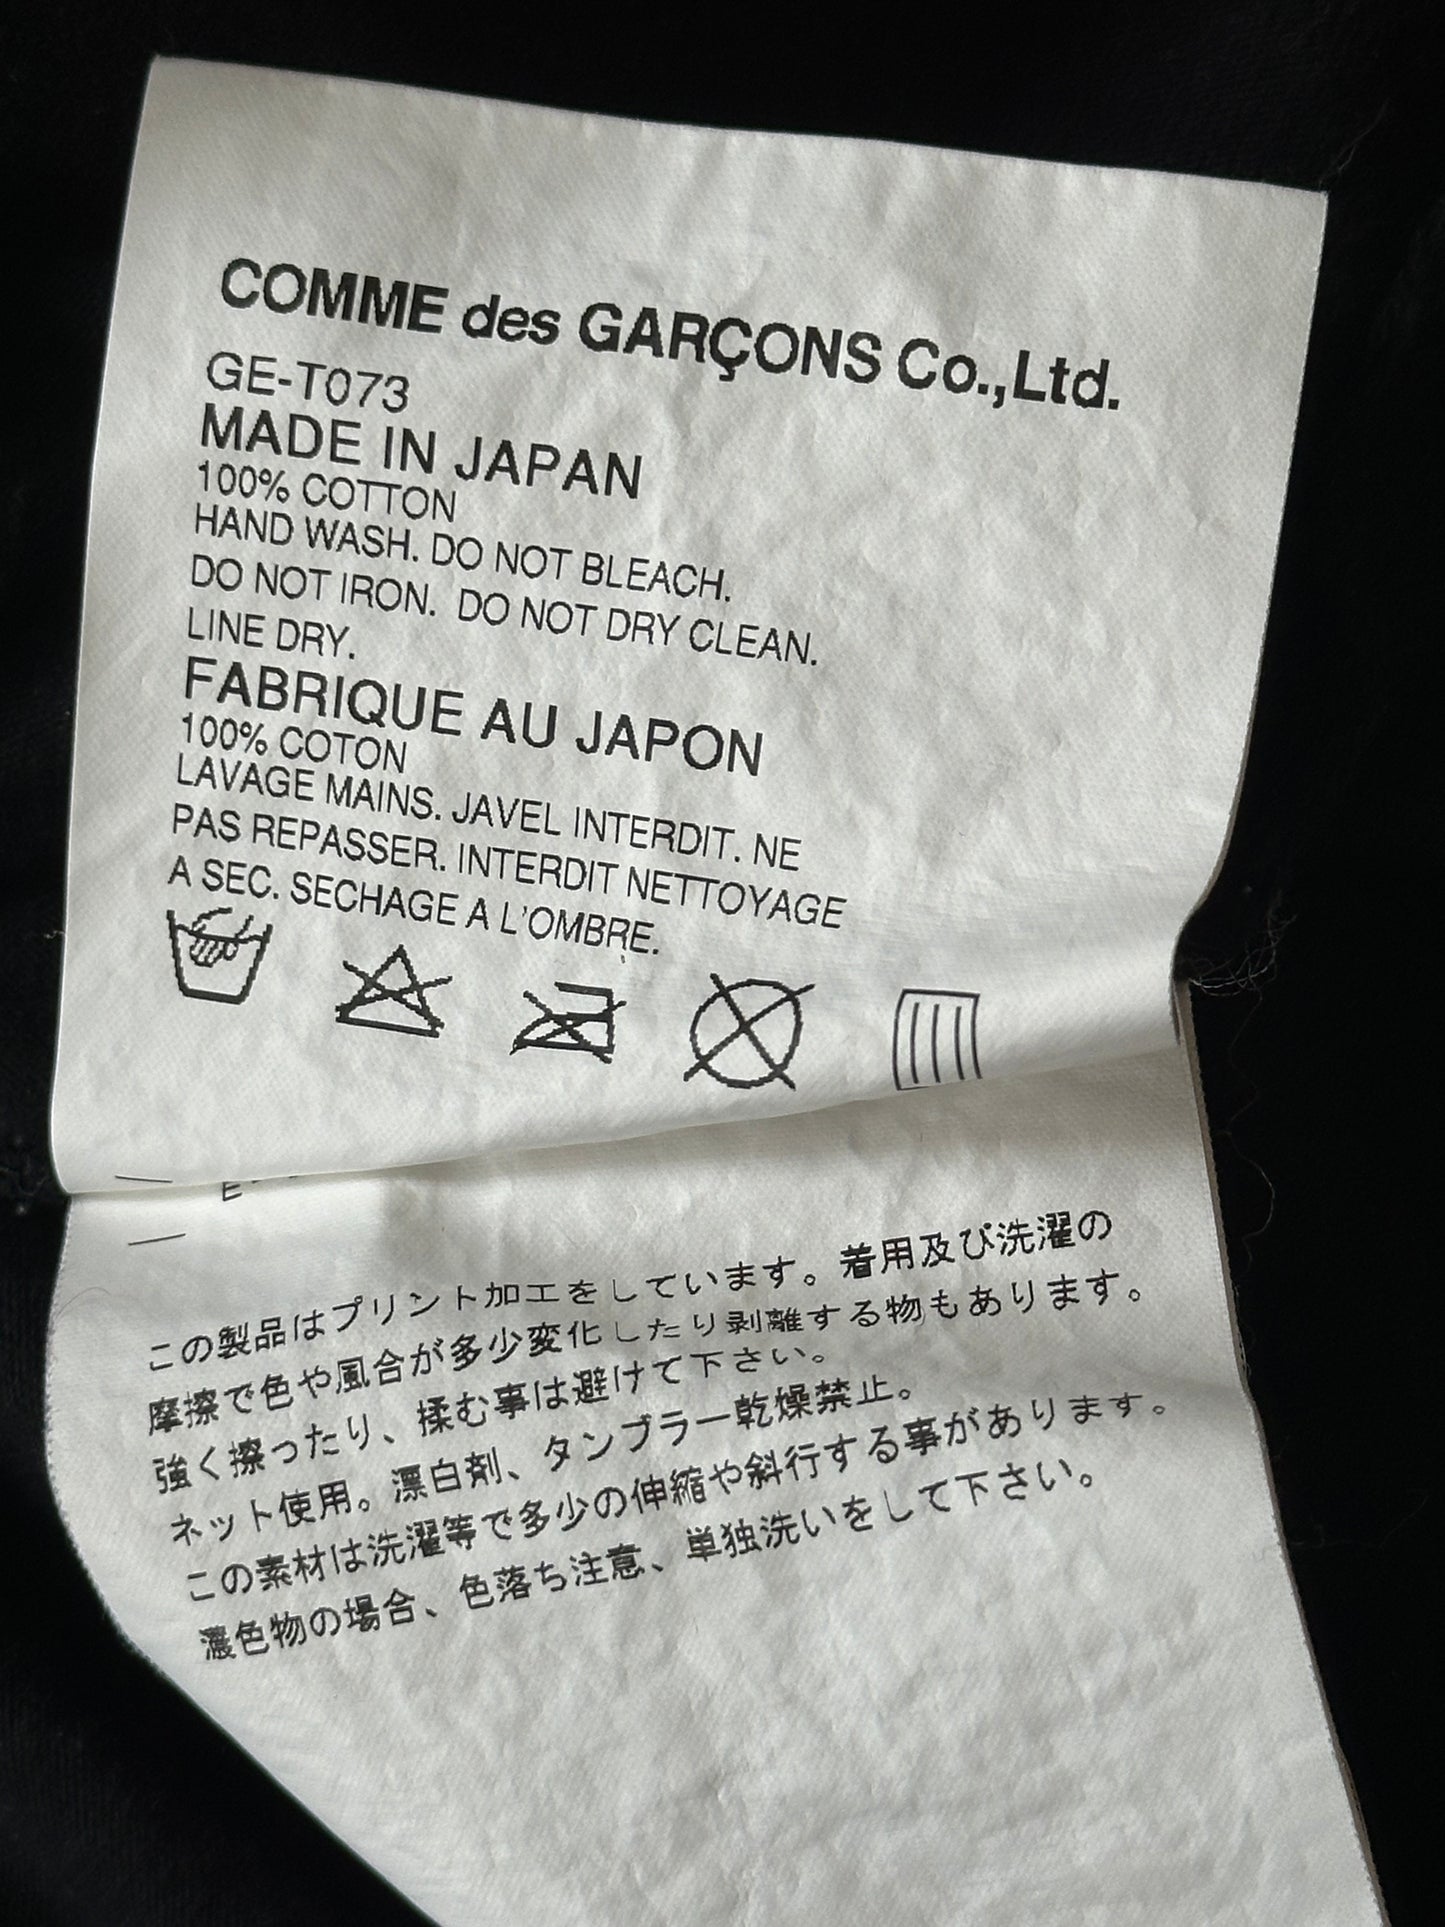 COMME des GARÇONS Co.,Ltd.
GE-T073
MADE IN JAPAN
100% COTTON
HAND WASH. DO NOT BLEACH.
DO NOT IRON. DO NOT DRY CLEAN.
LINE DRY.
FABRIQUE AU JAPON
100% COTON
LAVAGE MAINS. JAVEL INTERDIT. NE
PAS REPASSER. INTERDIT NETTOYAGE
A SEC. SECHAGE A L'OMBRE.
この製品はプリント加工をしています。着用及び洗濯の
摩擦で色や風合が多少変化したり剥離する物もあります。
強く擦ったり、揉む事は避けて下さい。
ネット使用。漂白剤、タンブラー乾燥禁止。
この素材は洗濯等で多少の伸縮や斜行する事があります。
濃色物の場合、色落ち注意、単独洗いをして下さい。